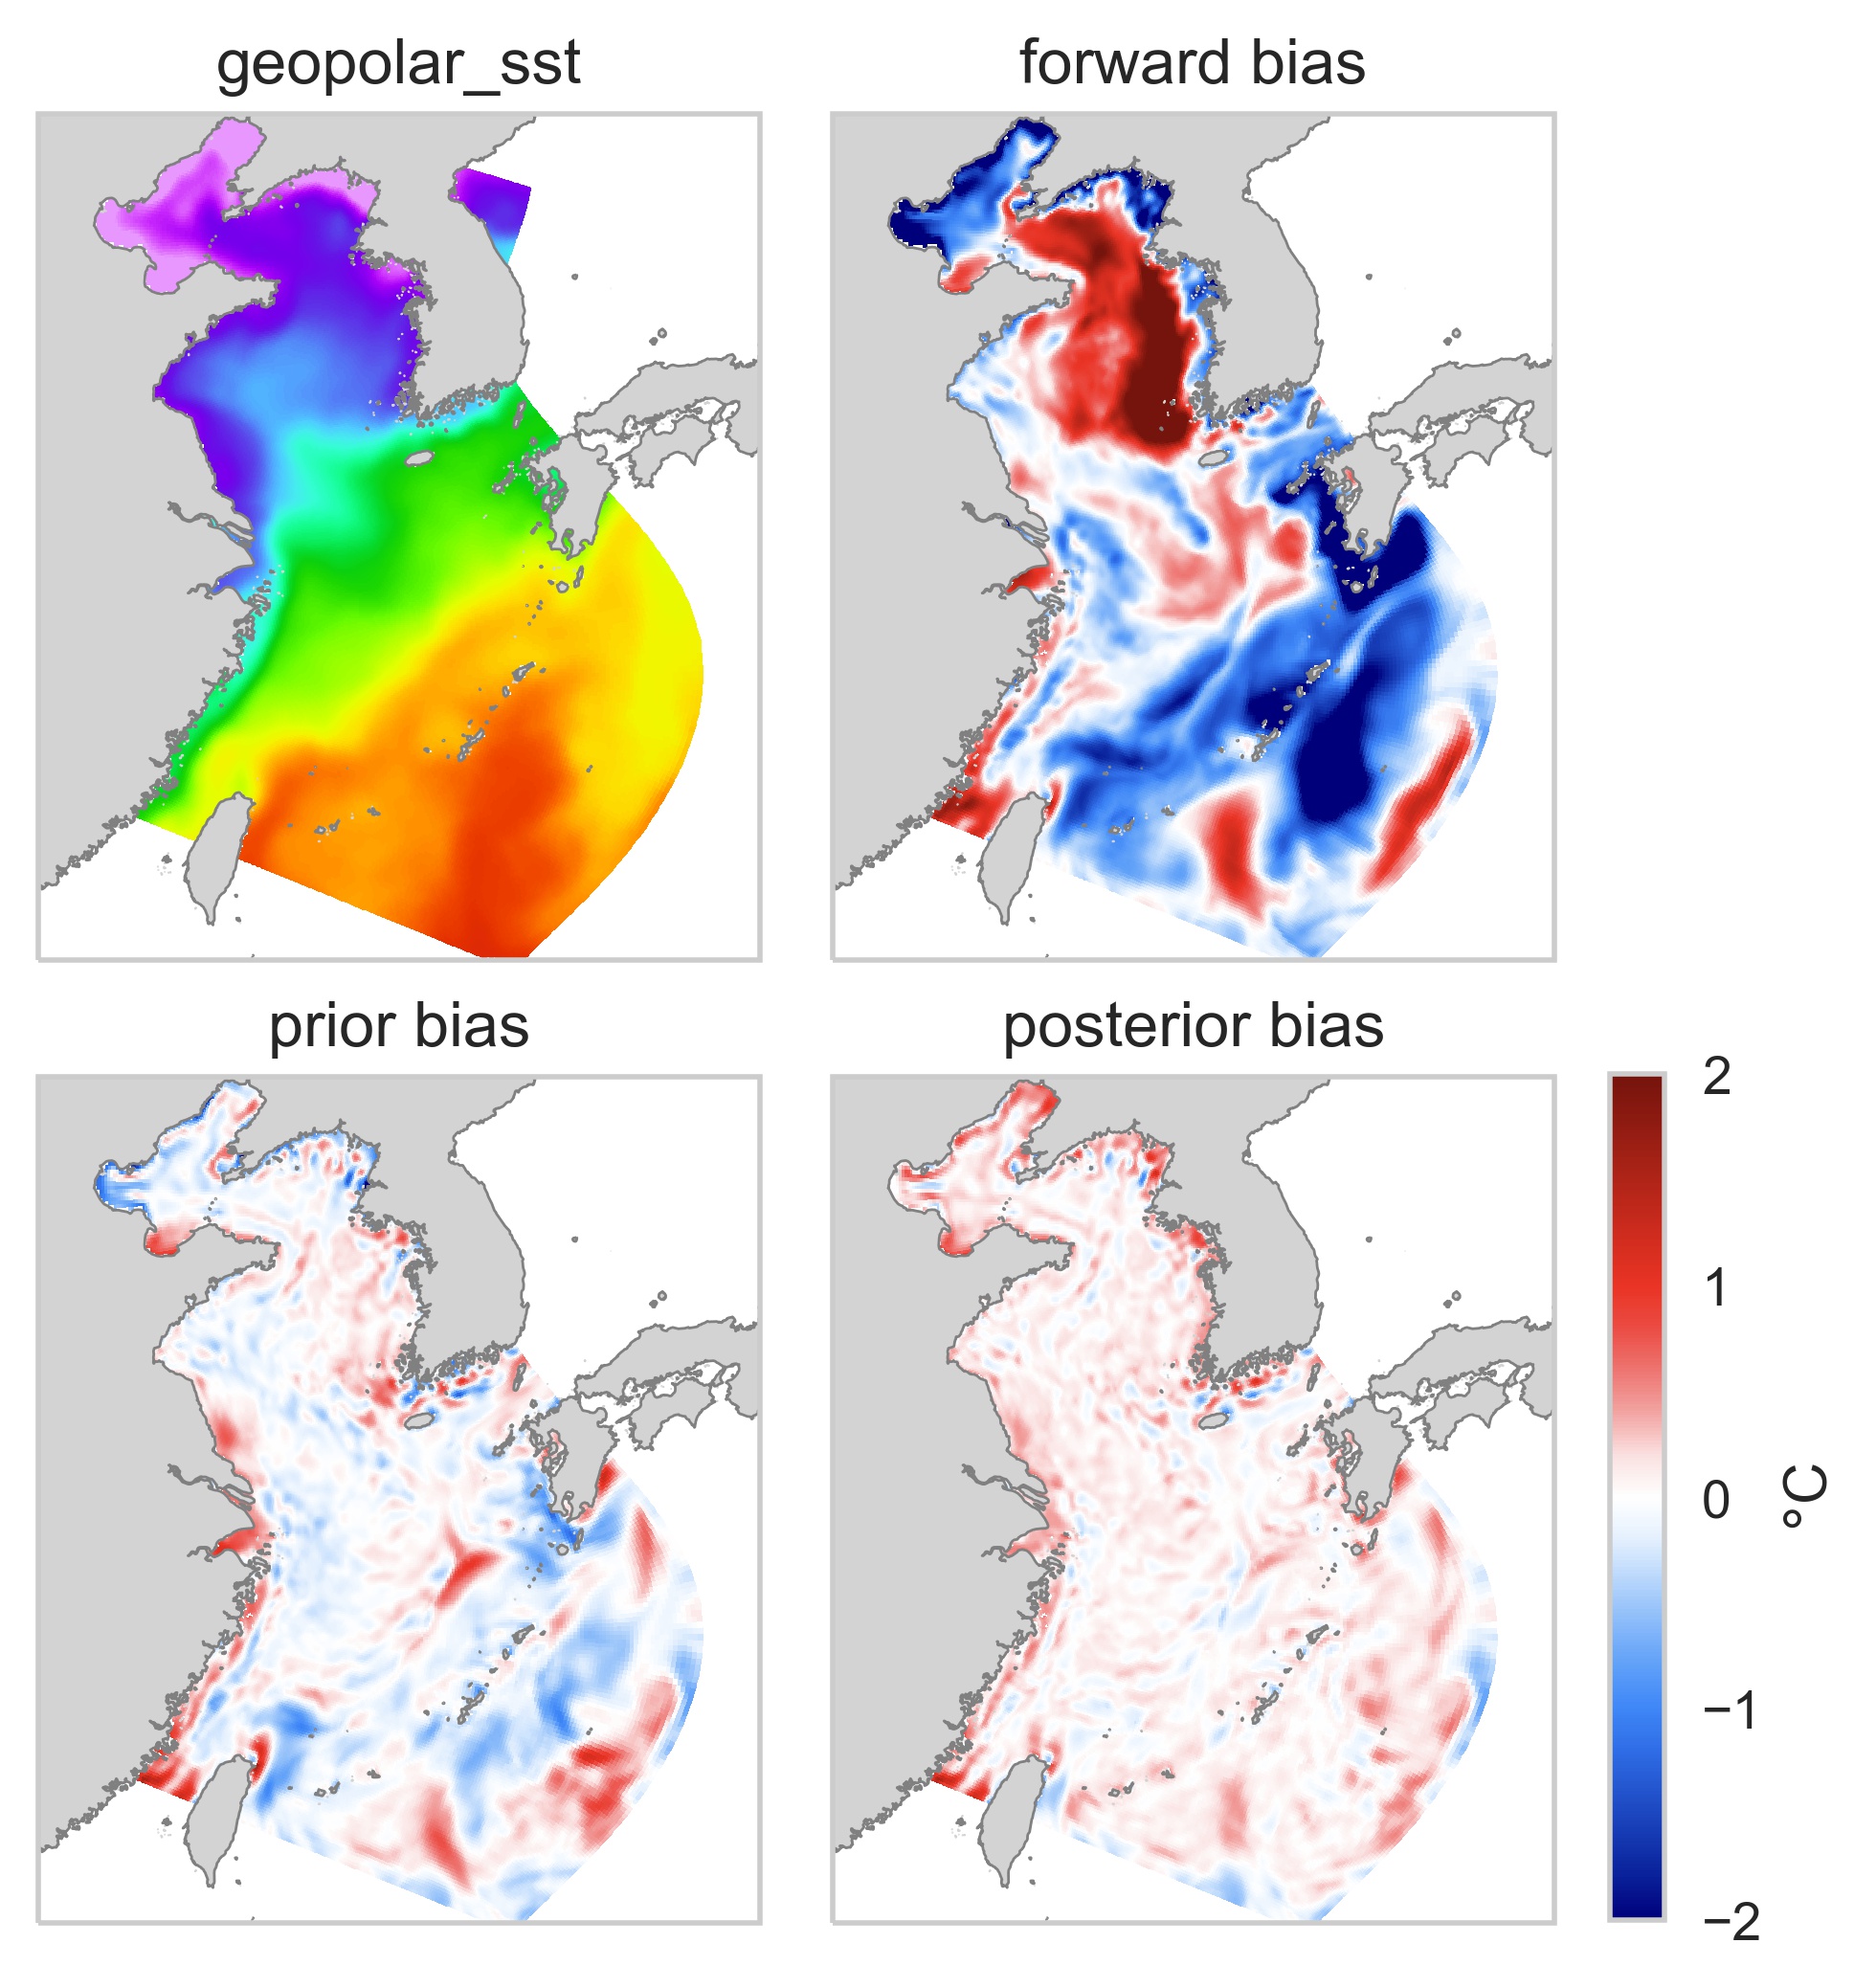 geopolar_sst
forward bias
prior bias
posterior bias
2
1
0
−1
−2
°C